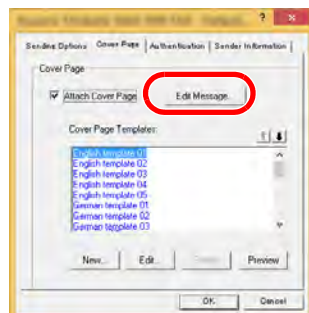 ?
Sending Options Cover Page Authentication Sender Information
Cover Page
Attach Cover Page
Edit Message...
Cover Page Templates:
English template 01
English template 02
English template 03
English template 04
English template 05
German template 01
German template 02
German template 03
New...
Edit...
Preview
OK
Cancel